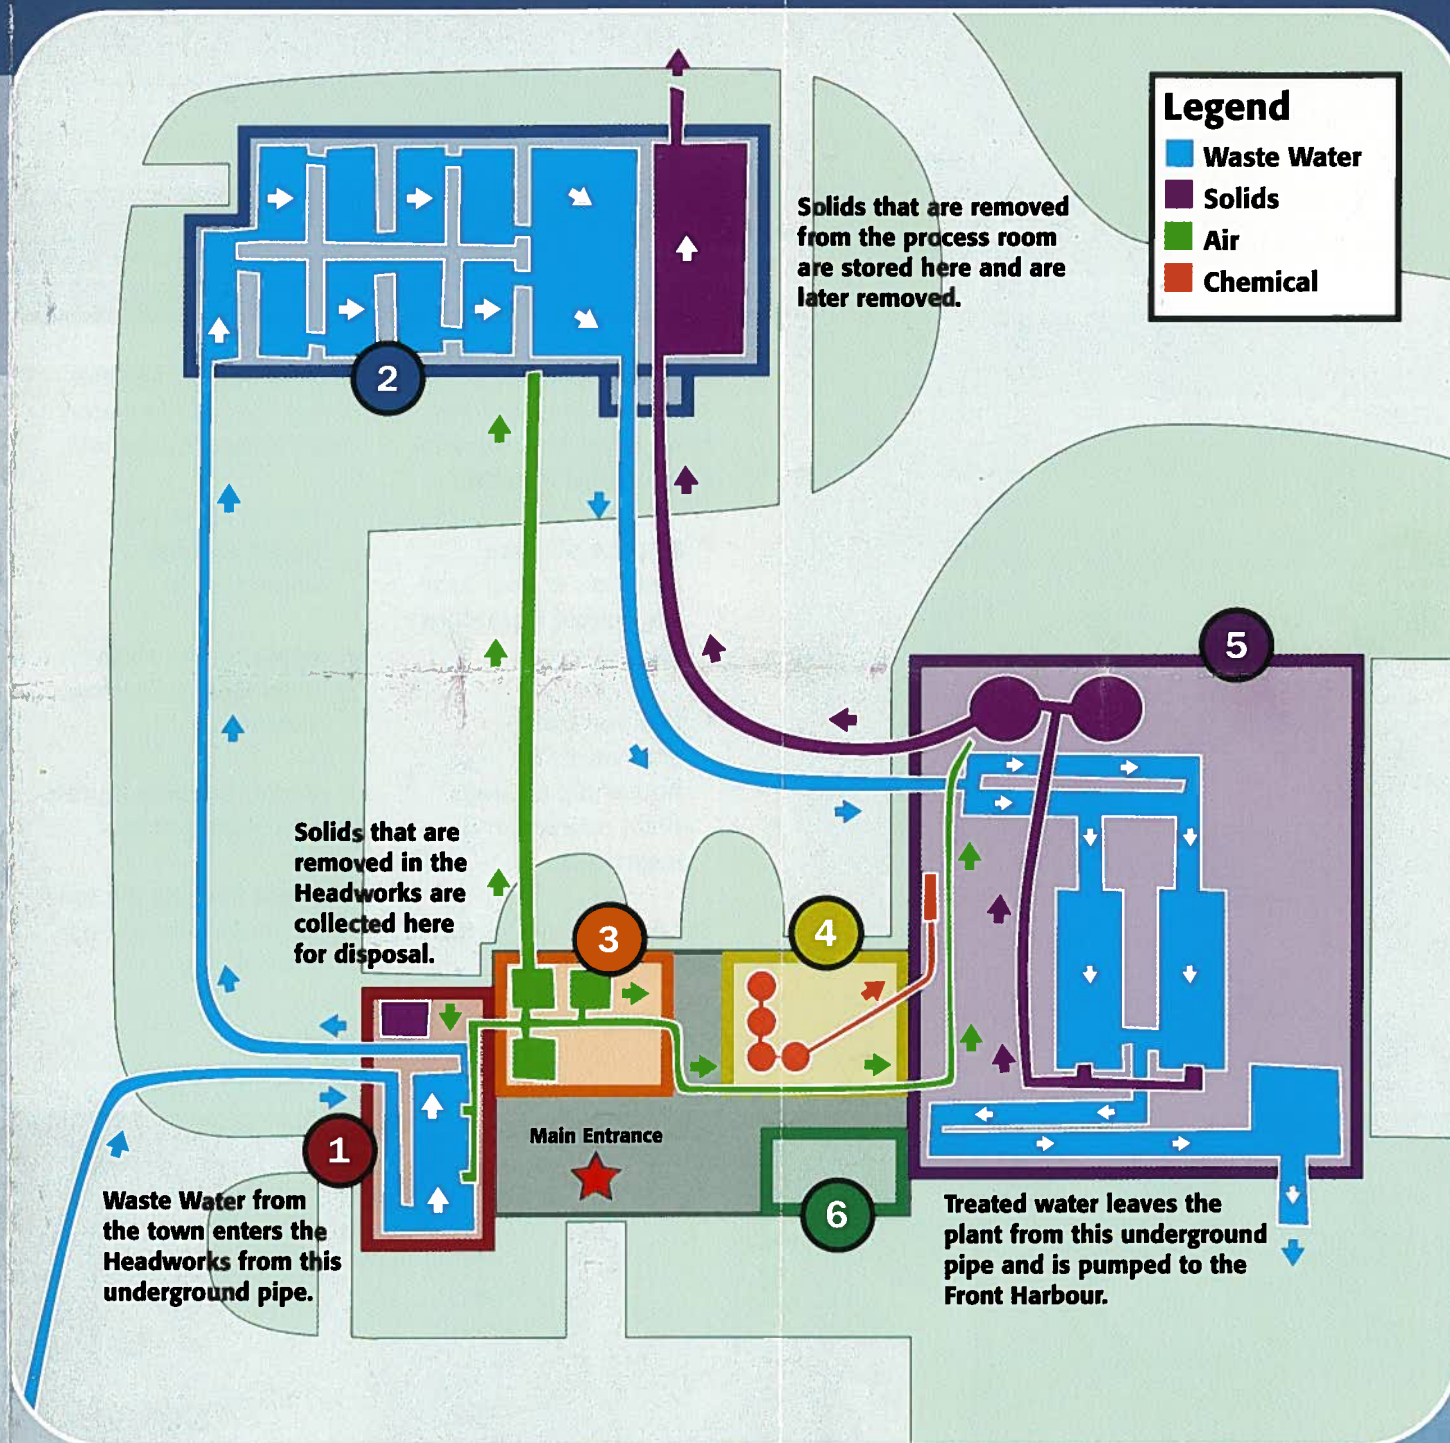 Legend
Waste Water
Solids
Air
Chemical
Solids that are removed
from the process room
are stored here and are
later removed.
2
5
Solids that are
removed in the
Headworks are
collected here
for disposal.
3
4
1
Main Entrance
6
Waste Water from
the town enters the
Headworks from this
underground pipe.
Treated water leaves the
plant from this underground
pipe and is pumped to the
Front Harbour.